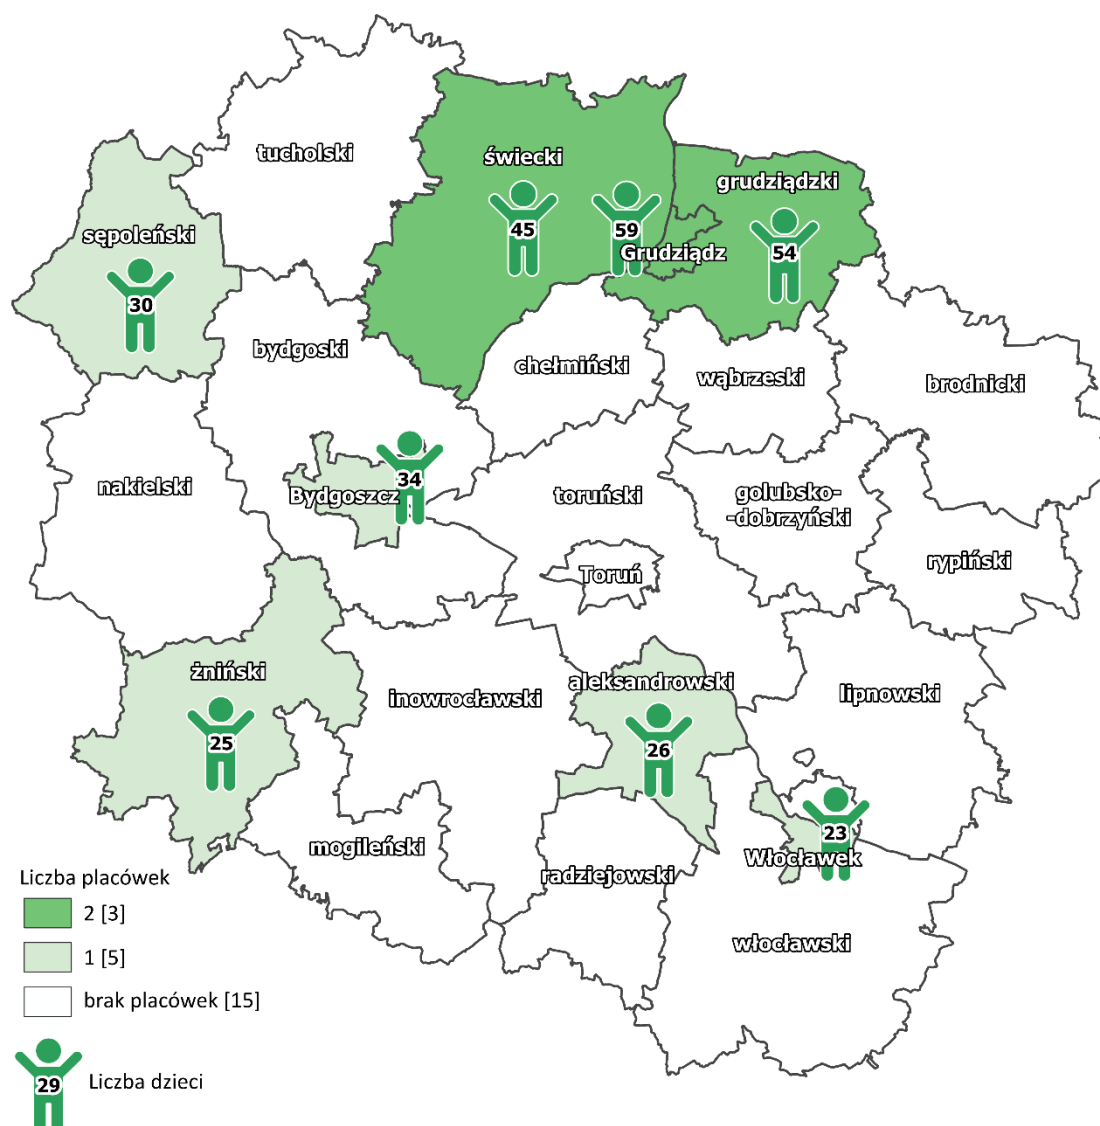 tucholski
świecki
grudziądzki
sępoleński
45
59
Grudziądz
54
30
bydgoski
chełmiński
wąbrzeski
brodnicki
nakielski
Bydgoszcz
34
toruński
golubsko-
-dobrzyński
Toruń
rypiński
żniński
inowrocławski
aleksandrowski
lipnowski
25
26
mogileński
radziejowski
23
Włocławek
włocławski
Liczba placówek
2 [3]
1 [5]
brak placówek [15]
29
Liczba dzieci